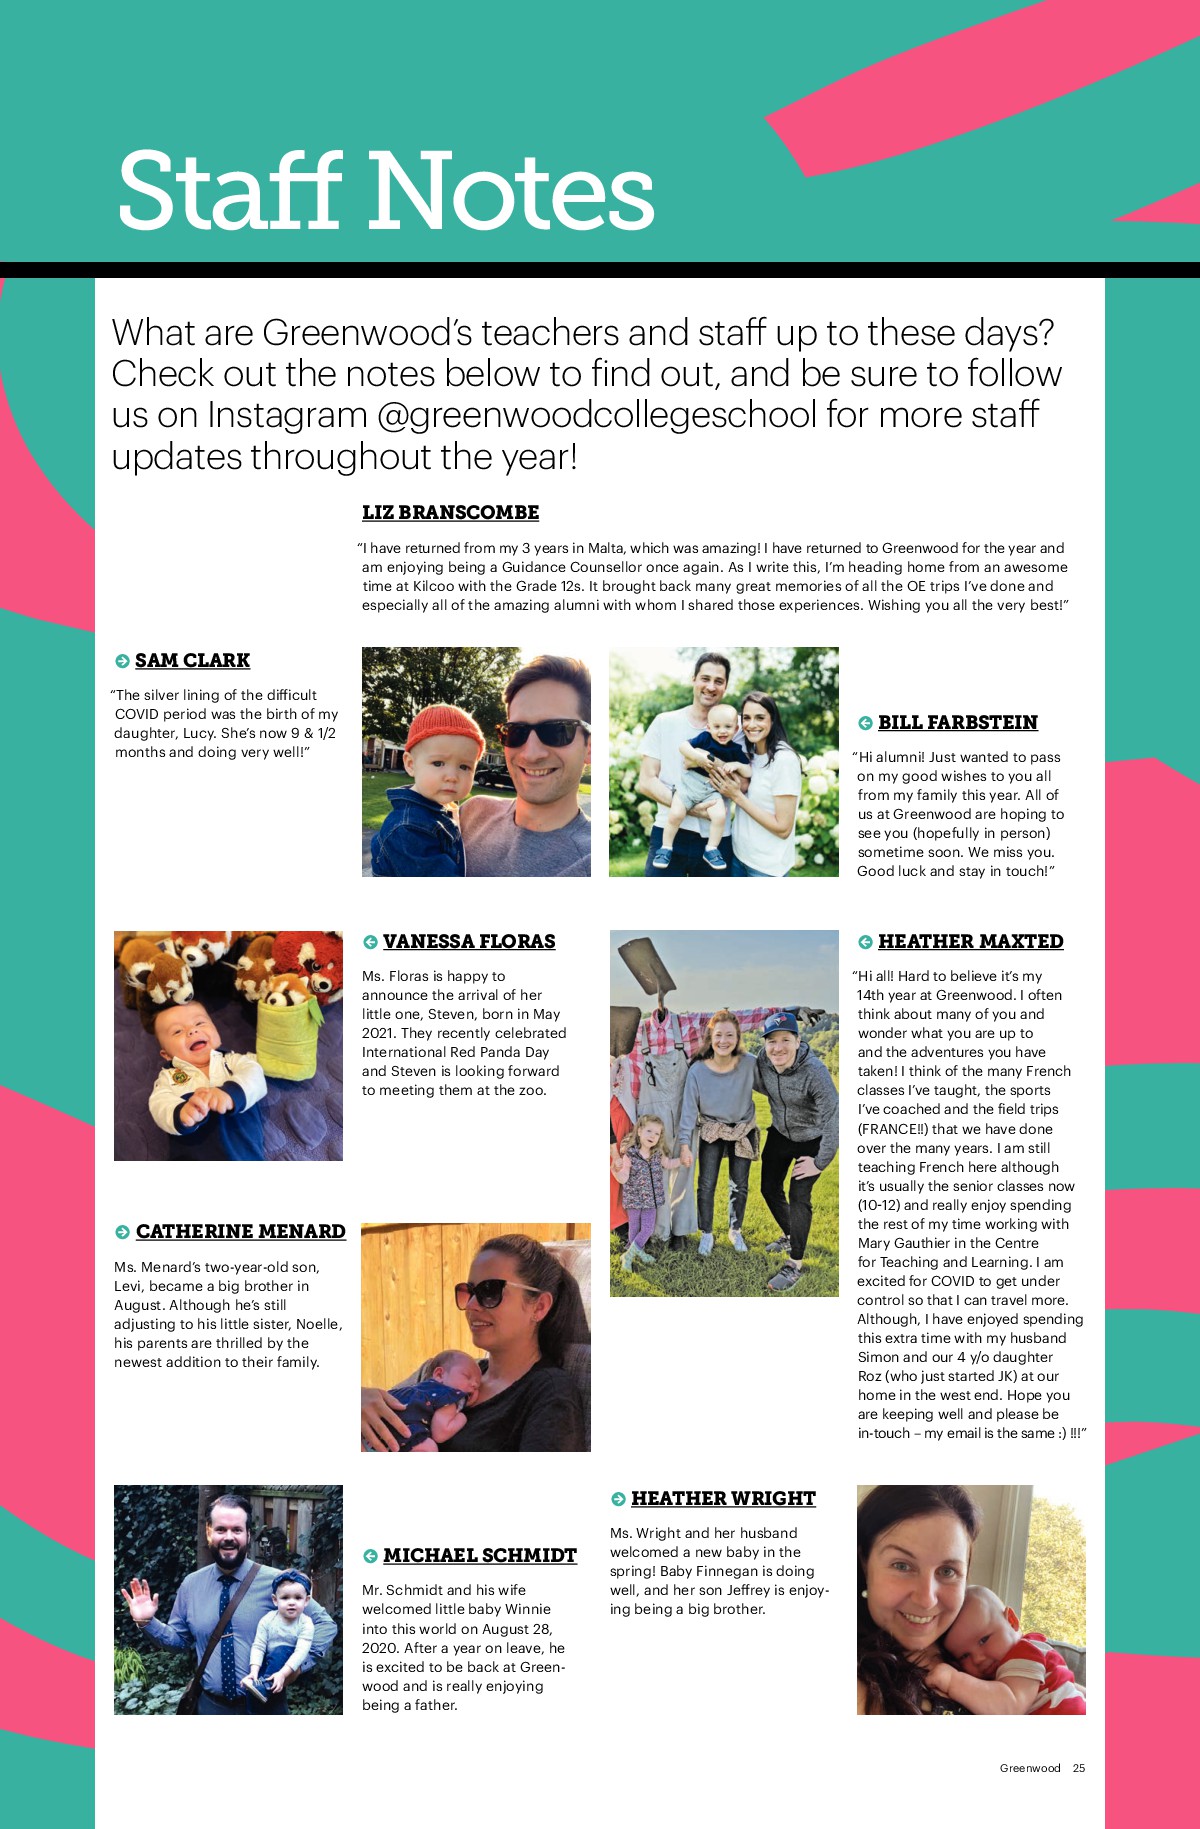 Staff Notes
What are Greenwood's teachers and staff up to these days?
Check out the notes below to find out, and be sure to follow
us on Instagram @greenwoodcollegeschool for more staff
updates throughout the year!
LIZ BRANSCOMBE
“I have returned from my 3 years in Malta, which was amazing! I have returned to Greenwood for the year and
am enjoying being a Guidance Counsellor once again. As I write this, I'm heading home from an awesome
time at Kilcoo with the Grade 12s. It brought back many great memories of all the OE trips I've done and
especially all of the amazing alumni with whom I shared those experiences. Wishing you all the very best!”
SAM CLARK
“The silver lining of the difficult
COVID period was the birth of my
daughter, Lucy. She's now 9 & 1/2
months and doing very well!”
BILL FARBSTEIN
“Hi alumni! Just wanted to pass
on my good wishes to you all
from my family this year. All of
us at Greenwood are hoping to
see you (hopefully in person)
sometime soon. We miss you.
Good luck and stay in touch!”
VANESSA FLORAS
Ms. Floras is happy to
announce the arrival of her
little one, Steven, born in May
2021. They recently celebrated
International Red Panda Day
and Steven is looking forward
to meeting them at the zoo.
HEATHER MAXTED
“Hi all! Hard to believe it's my
14th year at Greenwood. I often
think about many of you and
wonder what you are up to
and the adventures you have
taken! I think of the many French
classes I've taught, the sports
I've coached and the field trips
(FRANCE!!) that we have done
over the many years. I am still
teaching French here although
it's usually the senior classes now
(10-12) and really enjoy spending
the rest of my time working with
Mary Gauthier in the Centre
for Teaching and Learning. I am
excited for COVID to get under
control so that I can travel more.
Although, I have enjoyed spending
this extra time with my husband
Simon and our 4 y/o daughter
Roz (who just started JK) at our
home in the west end. Hope you
are keeping well and please be
in-touch – my email is the same :) !!!”
CATHERINE MENARD
Ms. Menard's two-year-old son,
Levi, became a big brother in
August. Although he's still
adjusting to his little sister, Noelle,
his parents are thrilled by the
newest addition to their family.
MICHAEL SCHMIDT
Mr. Schmidt and his wife
welcomed little baby Winnie
into this world on August 28,
2020. After a year on leave, he
is excited to be back at Green-
wood and is really enjoying
being a father.
HEATHER WRIGHT
Ms. Wright and her husband
welcomed a new baby in the
spring! Baby Finnegan is doing
well, and her son Jeffrey is enjoy-
ing being a big brother.
Greenwood 25